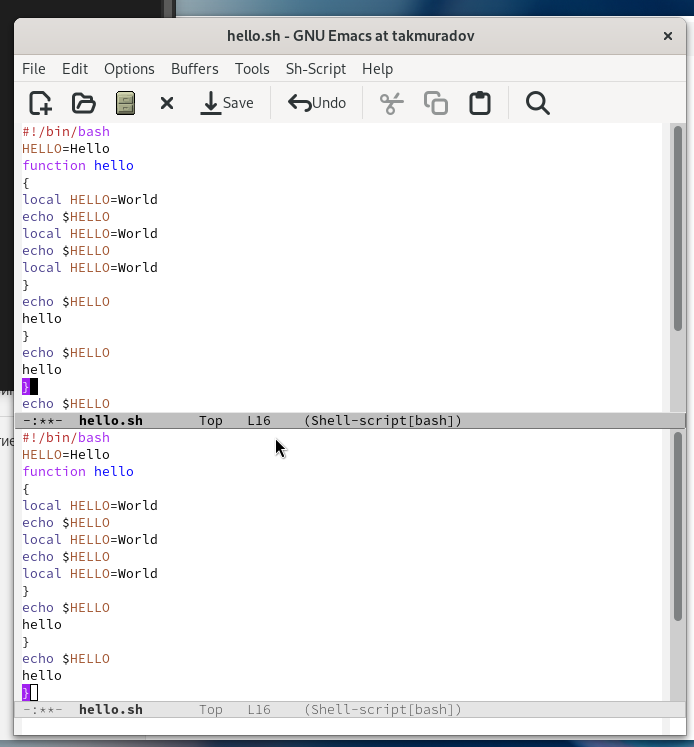 hello.sh - GNU Emacs at takmuradov
File Edit Options Buffers Tools Sh-Script Help
Save Undo
#!/bin/bash
HELLO=Hello
function hello
{
local HELLO=World
echo $HELLO
local HELLO=World
echo $HELLO
local HELLO=World
}
echo $HELLO
hello
}
echo $HELLO
hello
}
echo $HELLO
-:**- hello.sh Top L16 (Shell-script[bash])
#!/bin/bash
HELLO=Hello
function hello
{
local HELLO=World
echo $HELLO
local HELLO=World
echo $HELLO
local HELLO=World
}
echo $HELLO
hello
}
echo $HELLO
hello
}
-:**- hello.sh Top L16 (Shell-script[bash])